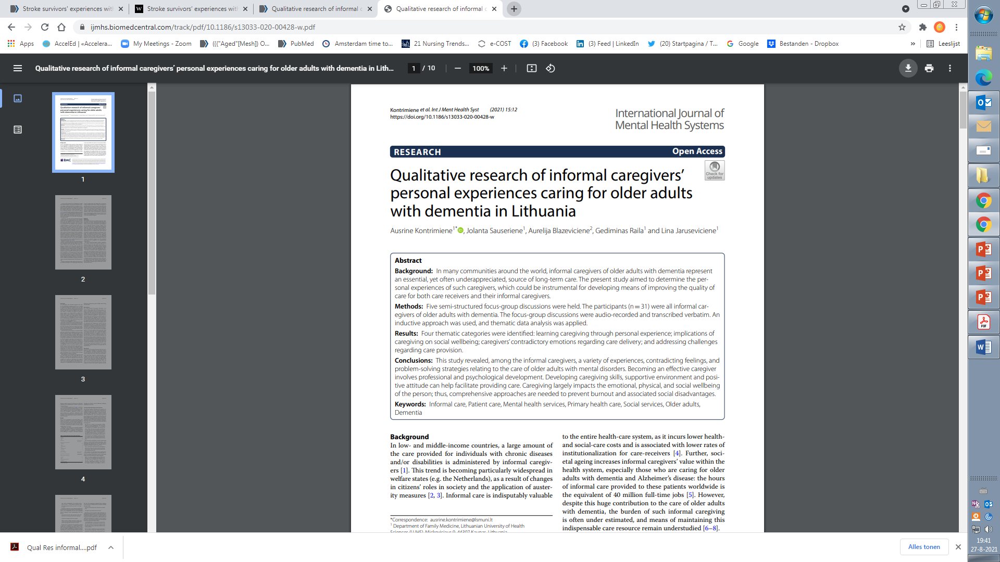 Stroke survivors' experiences wit
Stroke survivors' experiences wit
Qualitative research of informal c
Qualitative research of informal c
ijmhs.biomedcentral.com/track/pdf/10.1186/s13033-020-00428-w.pdf
Apps
AccelEd | «Accelera...
My Meetings - Zoom
((("Aged"[Mesh]) O...
PubMed
Amsterdam time to...
21 Nursing Trends...
e-COST
(3) Facebook
(3) Feed | LinkedIn
(20) Startpagina / T...
Google
Bestanden - Dropbox
»
Leeslijst
Qualitative research of informal caregivers' personal experiences caring for older adults with dementia in Lith...
1 / 10
100%
1
2
3
4
Kontrimiene et al. Int J Ment Health Syst (2021) 15:12
https://doi.org/10.1186/s13033-020-00428-w
International Journal of
Mental Health Systems
RESEARCH
Open Access
Check for
updates
Qualitative research of informal caregivers’
personal experiences caring for older adults
with dementia in Lithuania
Ausrine Kontrimiene1*, Jolanta Sauseriene1, Aurelija Blazeviciene2, Gediminas Raila1 and Lina Jaruseviciene1
Abstract
Background: In many communities around the world, informal caregivers of older adults with dementia represent
an essential, yet often underappreciated, source of long-term care. The present study aimed to determine the per-
sonal experiences of such caregivers, which could be instrumental for developing means of improving the quality of
care for both care receivers and their informal caregivers.
Methods: Five semi-structured focus-group discussions were held. The participants (n = 31) were all informal car-
egivers of older adults with dementia. The focus-group discussions were audio-recorded and transcribed verbatim. An
inductive approach was used, and thematic data analysis was applied.
Results: Four thematic categories were identified: learning caregiving through personal experience; implications of
caregiving on social wellbeing; caregivers’ contradictory emotions regarding care delivery; and addressing challenges
regarding care provision.
Conclusions: This study revealed, among the informal caregivers, a variety of experiences, contradicting feelings, and
problem-solving strategies relating to the care of older adults with mental disorders. Becoming an effective caregiver
involves professional and psychological development. Developing caregiving skills, supportive environment and posi-
tive attitude can help facilitate providing care. Caregiving largely impacts the emotional, physical, and social wellbeing
of the person; thus, comprehensive approaches are needed to prevent burnout and associated social disadvantages.
Keywords: Informal care, Patient care, Mental health services, Primary health care, Social services, Older adults,
Dementia
Background
In low- and middle-income countries, a large amount of
the care provided for individuals with chronic diseases
and/or disabilities is administered by informal caregiv-
ers [1]. This trend is becoming particularly widespread in
welfare states (e.g. the Netherlands), as a result of changes
in citizens’ roles in society and the application of auster-
ity measures [2, 3]. Informal care is indisputably valuable
*Correspondence: ausrine.kontrimiene@lsmuni.lt
1 Department of Family Medicine, Lithuanian University of Health
Sciences (LUHS), Mickeviciaus 9, 44307 Kaunas, Lithuania
to the entire health-care system, as it incurs lower health-
and social-care costs and is associated with lower rates of
institutionalization for care-receivers [4]. Further, soci-
etal ageing increases informal caregivers’ value within the
health system, especially those who are caring for older
adults with dementia and Alzheimer’s disease: the hours
of informal care provided to these patients worldwide is
the equivalent of 40 million full-time jobs [5]. However,
despite this huge contribution to the care of older adults
with dementia, the burden of such informal caregiving
is often under estimated, and means of maintaining this
indispensable care resource remain understudied [6–8].
Qual Res informal....pdf
Alles tonen
19:41
27-8-2021